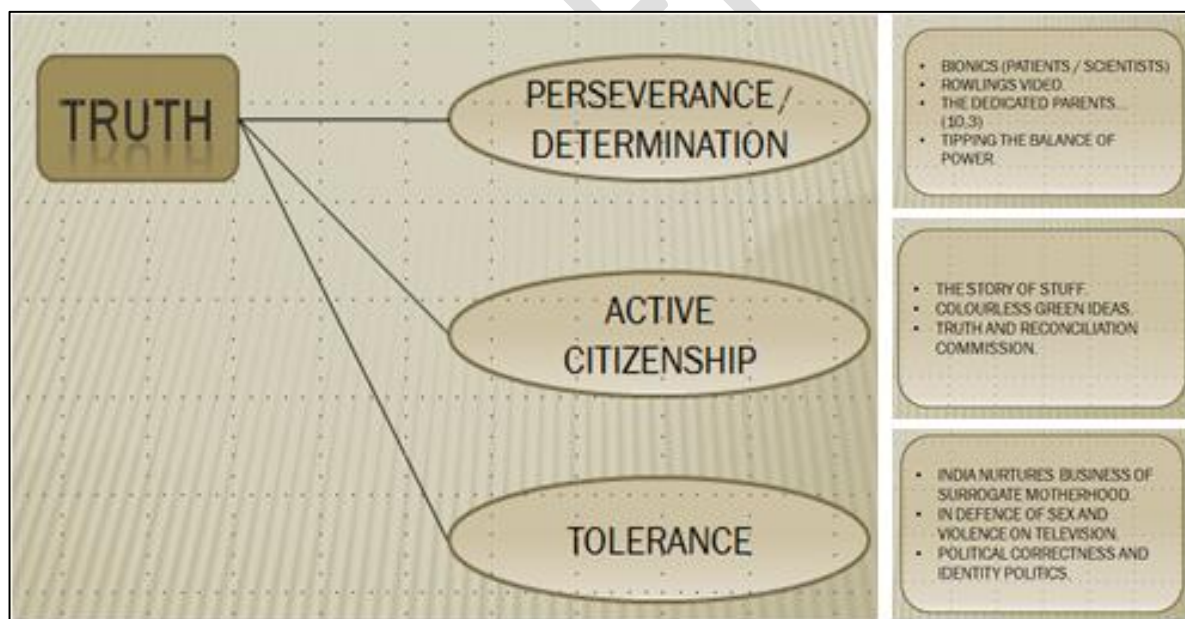 TRUTH
PERSEVERANCE/
DETERMINATION
ACTIVE
CITIZENSHIP
TOLERANCE
• BIONICS (PATIENTS / SCIENTISTS)
• ROWLINGS VIDEO.
• THE DEDICATED PARENTS...
(10,3)
• TIPPING THE BALANCE OF
POWER.
• THE STORY OF STUFF.
• COLOURLESS GREEN IDEAS.
• TRUTH AND RECONCILIATION
COMMISSION.
• INDIA NURTURES BUSINESS OF
SURROGATE MOTHERHOOD.
• IN DEFENCE OF SEX AND
VIOLENCE ON TELEVISION.
• POLITICAL CORRECTNESS AND
IDENTITY POLITICS.